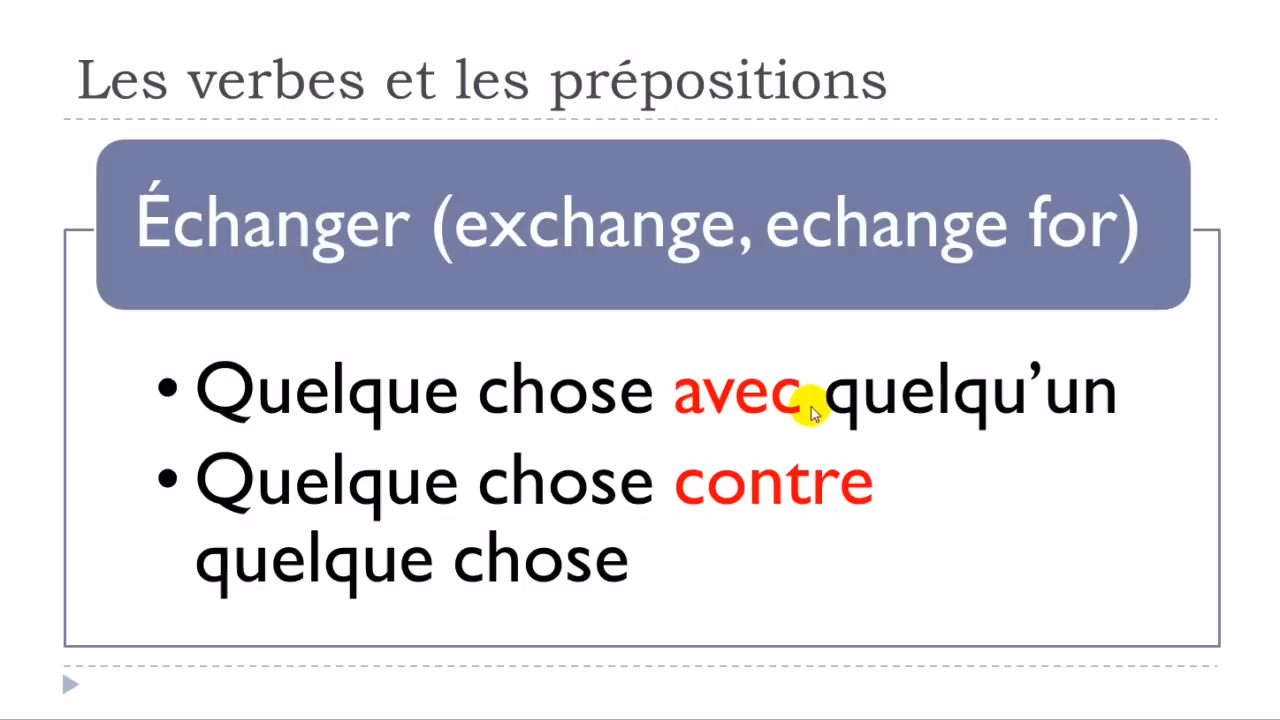 Les verbes et les prépositions
Échanger (exchange, echange for)
• Quelque chose avec quelqu’un
• Quelque chose contre
quelque chose